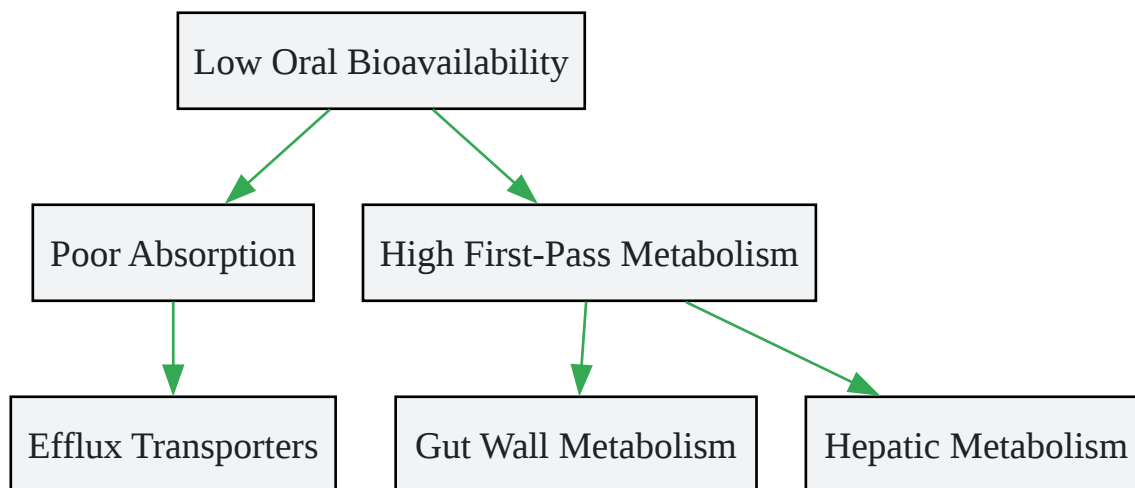 Low Oral Bioavailability
Poor Absorption
High First-Pass Metabolism
Efflux Transporters
Gut Wall Metabolism
Hepatic Metabolism